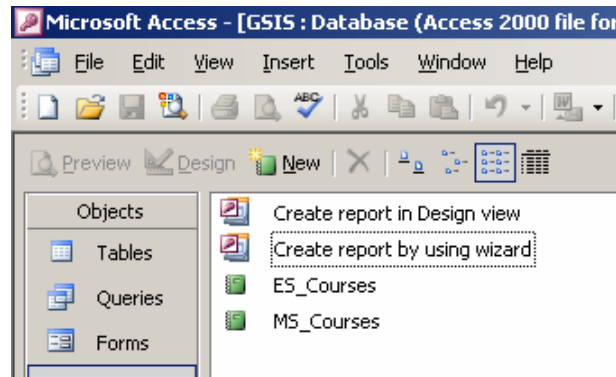 Microsoft Access - [GSIS : Database (Access 2000 file for
File Edit View Insert Tools Window Help
ABC
W
Preview Design New
Objects
Tables
Queries
Forms
Create report in Design view
Create report by using wizard
ES_Courses
MS_Courses